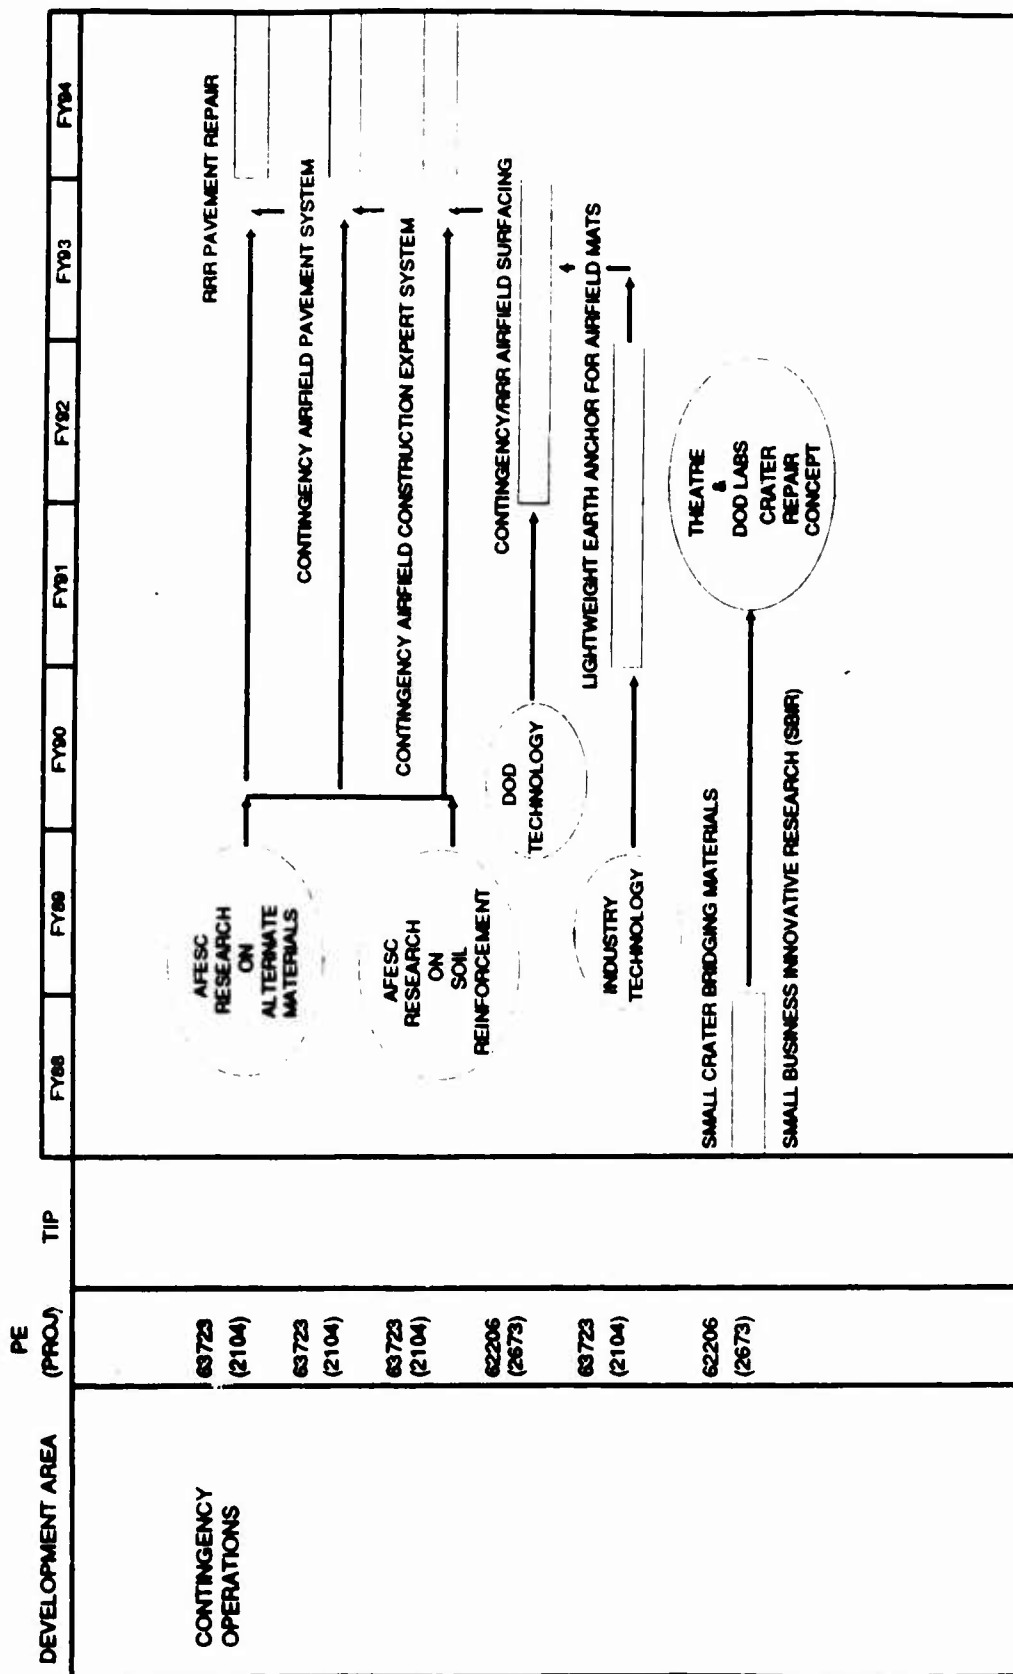 DEVELOPMENT AREA
PE
(PROJ)
TIP
FY88
FY89
FY90
FY91
FY92
FY93
FY94
CONTINGENCY
OPERATIONS
63723
(2104)
AFESC
RESEARCH
ON
ALTERNATE
MATERIALS
RRR PAVEMENT REPAIR
63723
(2104)
CONTINGENCY AIRFIELD PAVEMENT SYSTEM
63723
(2104)
AFESC
RESEARCH
ON
SOIL
REINFORCEMENT
CONTINGENCY AIRFIELD CONSTRUCTION EXPERT SYSTEM
62206
(2673)
DOD
TECHNOLOGY
CONTINGENCY/RRR AIRFIELD SURFACING
63723
(2104)
INDUSTRY
TECHNOLOGY
LIGHTWEIGHT EARTH ANCHOR FOR AIRFIELD MATS
62206
(2673)
SMALL CRATER BRIDGING MATERIALS
SMALL BUSINESS INNOVATIVE RESEARCH (SBIR)
THEATRE
&
DOD LABS
CRATER
REPAIR
CONCEPT